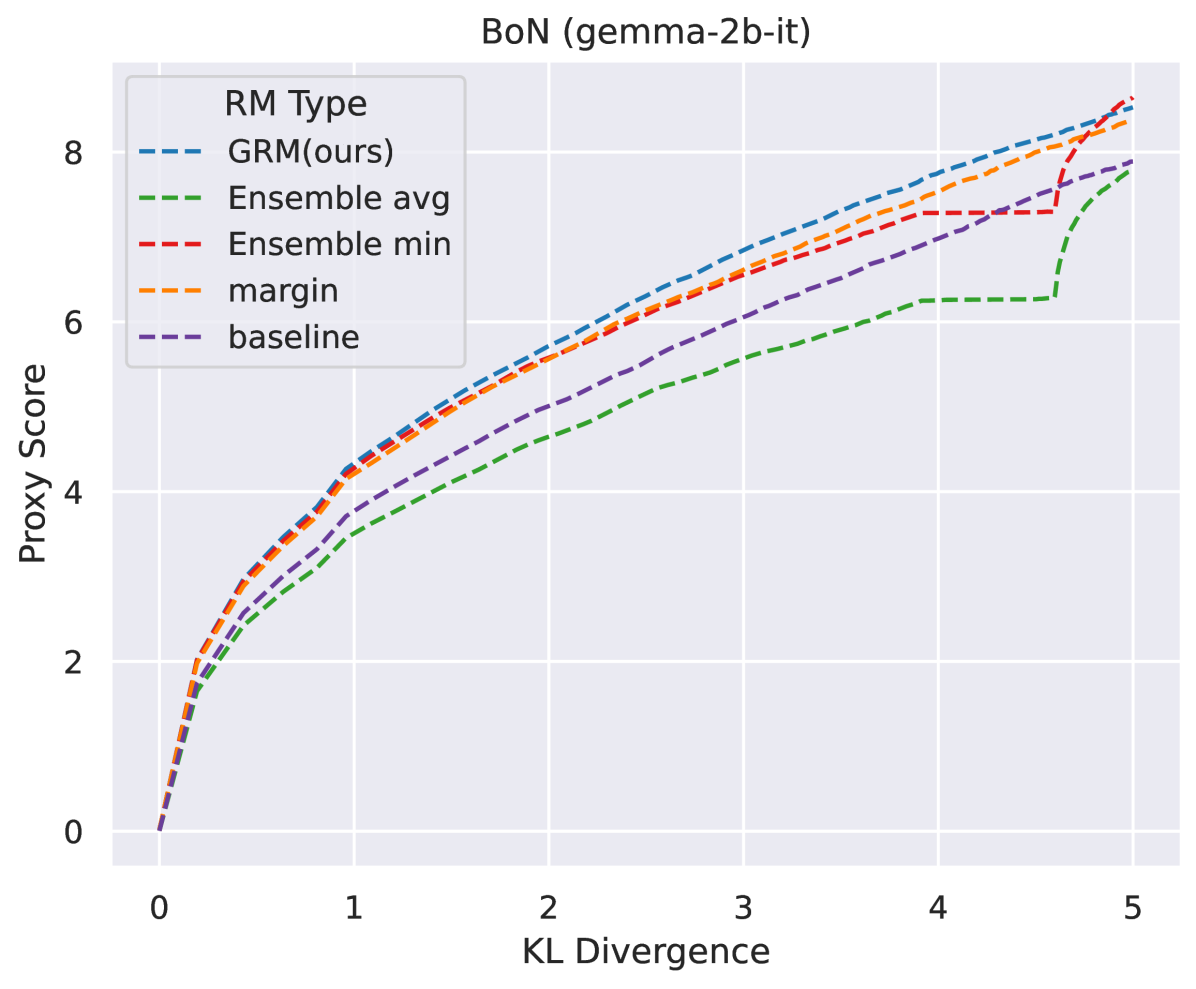 BoN (gemma-2b-it)
RM Type
GRM(ours)
Ensemble avg
Ensemble min
margin
baseline
Proxy Score
8
6
4
2
0
0 1 2 3 4 5
KL Divergence